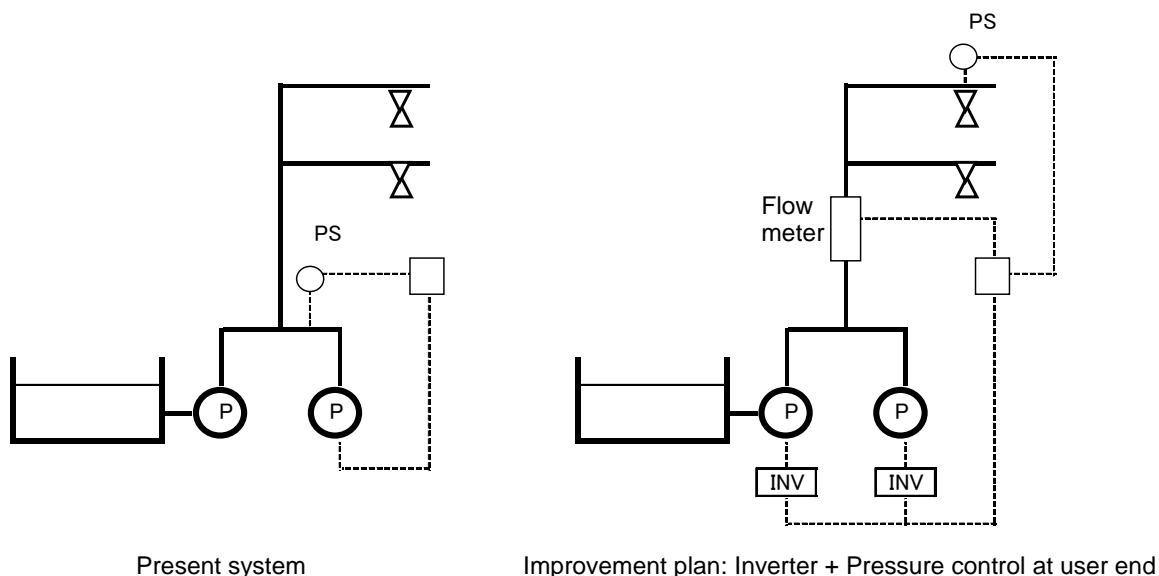 PS
P
P
Present system
PS
Flow
meter
P
P
INV
INV
Improvement plan: Inverter + Pressure control at user end